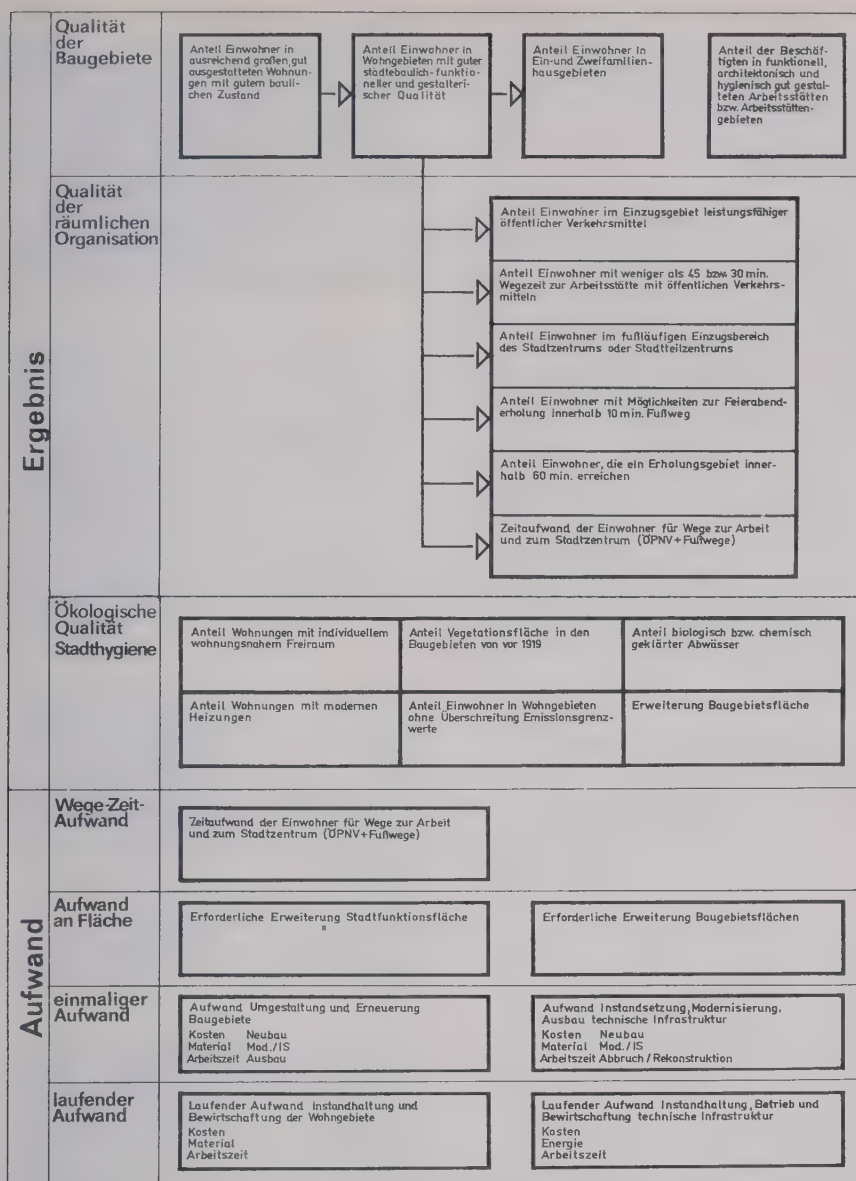 Ergebnis
Qualität
der
Baugebiete
Anteil Einwohner in
ausreichend großen, gut
ausgestatteten Wohnun-
gen mit gutem bauli-
chen Zustand
Anteil Einwohner in
Wohngebieten mit guter
städtebaulich-funktio-
neller und gestalteri-
scher Qualität
Anteil Einwohner in
Ein-und Zweifamilien-
hausgebieten
Anteil der Beschäf-
tigten in funktionell,
architektonisch und
hygienisch gut gestal-
teten Arbeitsstätten
bzw. Arbeitsstätten-
gebieten
Qualität
der
räumlichen
Organisation
Anteil Einwohner im Einzugsgebiet leistungsfähiger
öffentlicher Verkehrsmittel
Anteil Einwohner mit weniger als 45 bzw. 30 min.
Wegezeit zur Arbeitsstätte mit öffentlichen Verkehrs-
mitteln
Anteil Einwohner im fußläufigen Einzugsbereich
des Stadtzentrums oder Stadtteilzentrums
Anteil Einwohner mit Möglichkeiten zur Feierabend-
erholung innerhalb 10 min. Fußweg
Anteil Einwohner, die ein Erholungsgebiet inner-
halb 60 min. erreichen
Zeitaufwand der Einwohner für Wege zur Arbeit
und zum Stadtzentrum (ÖPNV+Fußwege)
Ökologische
Qualität
Stadthygiene
Anteil Wohnungen mit individuellem
wohnungsnahem Freiraum
Anteil Vegetationsfläche in den
Baugebieten von vor 1919
Anteil biologisch bzw. chemisch
geklärter Abwässer
Anteil Wohnungen mit modernen
Heizungen
Anteil Einwohner in Wohngebieten
ohne Überschreitung Emissionsgrenz-
werte
Erweiterung Baugebietsfläche
Aufwand
Wege-Zeit-
Aufwand
Zeitaufwand der Einwohner für Wege zur Arbeit
und zum Stadtzentrum (ÖPNV+Fußwege)
Aufwand
an Fläche
Erforderliche Erweiterung Stadtfunktionsfläche
Erforderliche Erweiterung Baugebietsflächen
einmaliger
Aufwand
Aufwand Umgestaltung und Erneuerung
Baugebiete
Kosten Neubau
Material Mod./IS
Arbeitszeit Ausbau
Aufwand Instandsetzung, Modernisierung.
Ausbau technische Infrastruktur
Kosten Neubau
Material Mod./IS
Arbeitszeit Abbruch/Rekonstruktion
laufender
Aufwand
Laufender Aufwand Instandhaltung und
Bewirtschaftung der Wohngebiete
Kosten
Material
Arbeitszeit
Laufender Aufwand Instandhaltung, Betrieb und
Bewirtschaftung technische Infrastruktur
Kosten
Energie
Arbeitszeit